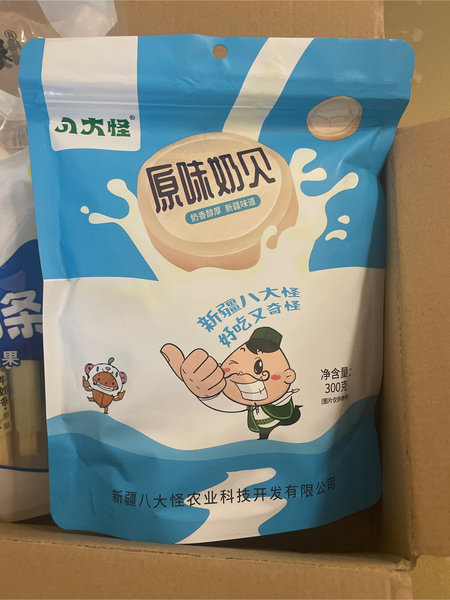 八大怪®
原味奶贝
奶香醇厚 新疆味道
新疆八大怪
好吃又奇怪
净含量:
300克
新疆八大怪农业科技开发有限公司
条
果